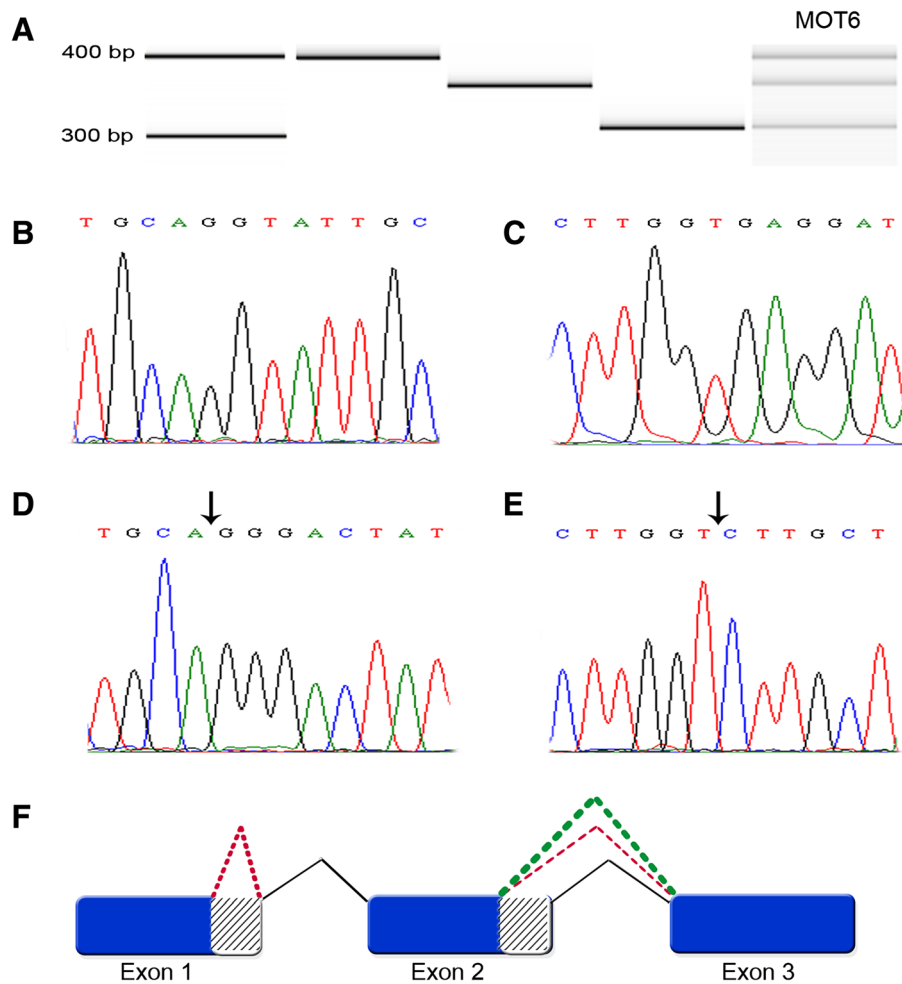 A
MOT6
400 bp
300 bp
B
T G C A G G T A T T G C
C
C T T G G T G A G G A T
D
T G C A G G G A C T A T
E
C T T G G T C T T G C T
F
Exon 1
Exon 2
Exon 3